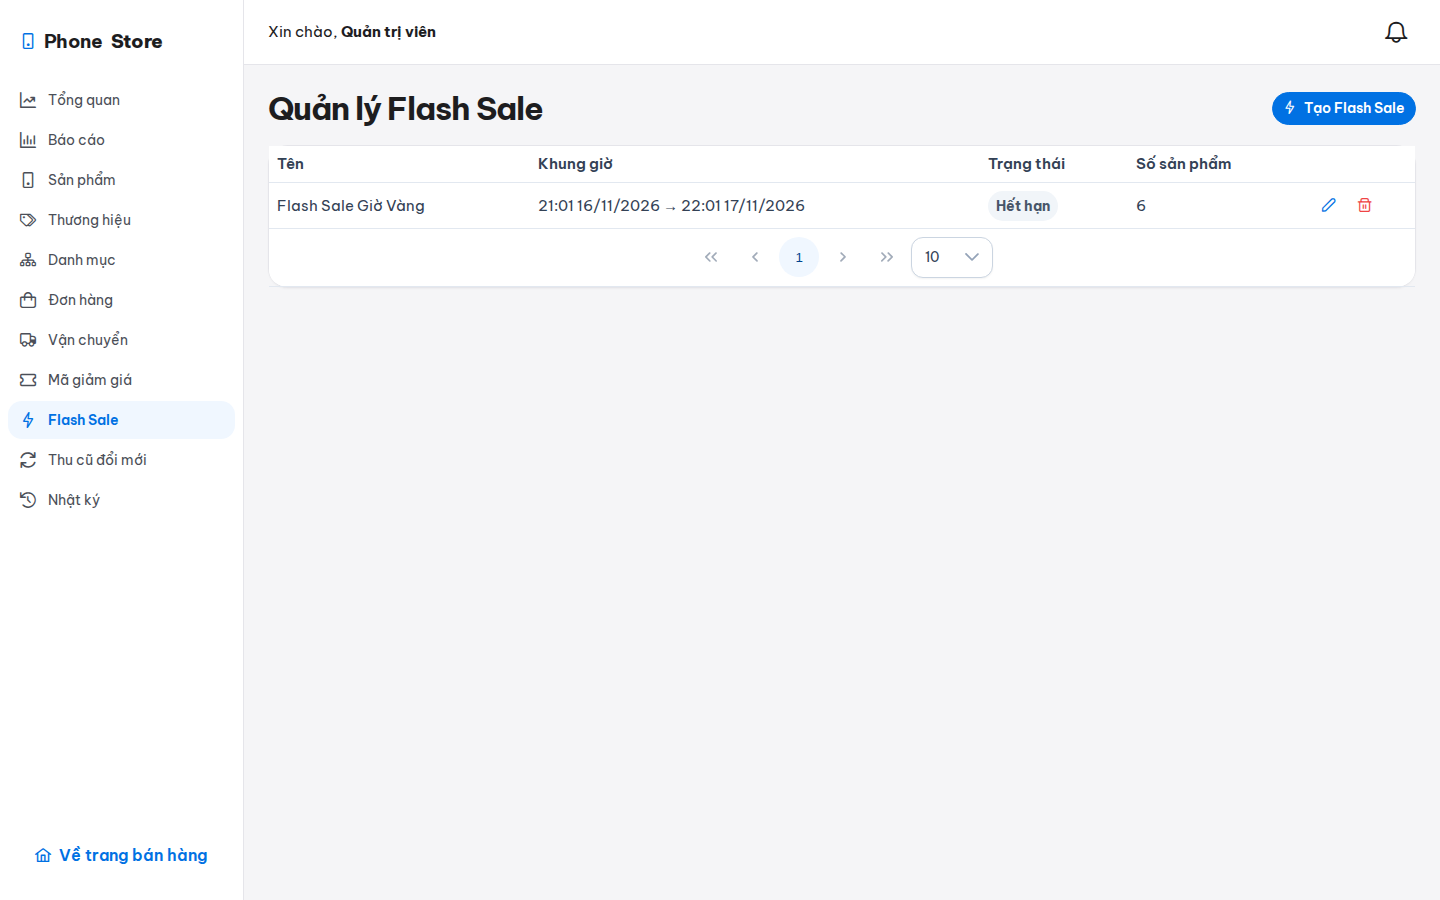 Phone Store
Xin chào, Quản trị viên
Tổng quan
Báo cáo
Sản phẩm
Thương hiệu
Danh mục
Đơn hàng
Vận chuyển
Mã giảm giá
Flash Sale
Thu cũ đổi mới
Nhật ký
Về trang bán hàng
Quản lý Flash Sale
Tạo Flash Sale
Tên Khung giờ Trạng thái Số sản phẩm
Flash Sale Giờ Vàng 21:01 16/11/2026 → 22:01 17/11/2026 Hết hạn 6
1 10